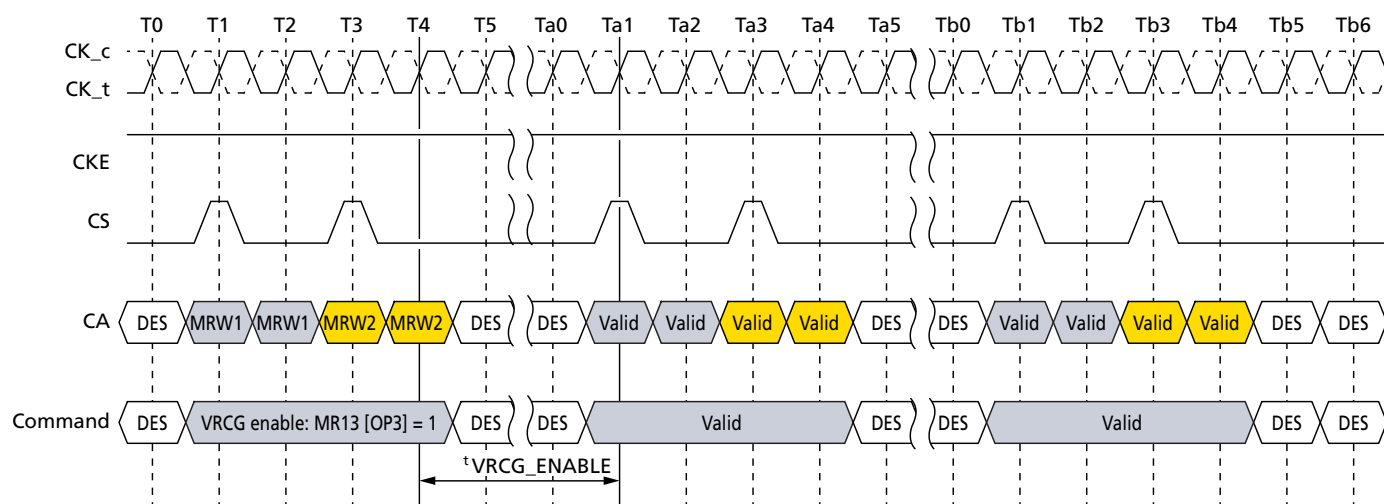 T0 T1 T2 T3 T4 T5 Ta0 Ta1 Ta2 Ta3 Ta4 Ta5 Tb0 Tb1 Tb2 Tb3 Tb4 Tb5 Tb6
CK_c
CK_t
CKE
CS
CA DES MRW1 MRW1 MRW2 MRW2 DES DES Valid Valid Valid Valid DES DES Valid Valid Valid Valid DES DES
Command DES VRCG enable: MR13 [OP3] = 1 DES DES Valid DES DES Valid DES DES
tVRCG_ENABLE